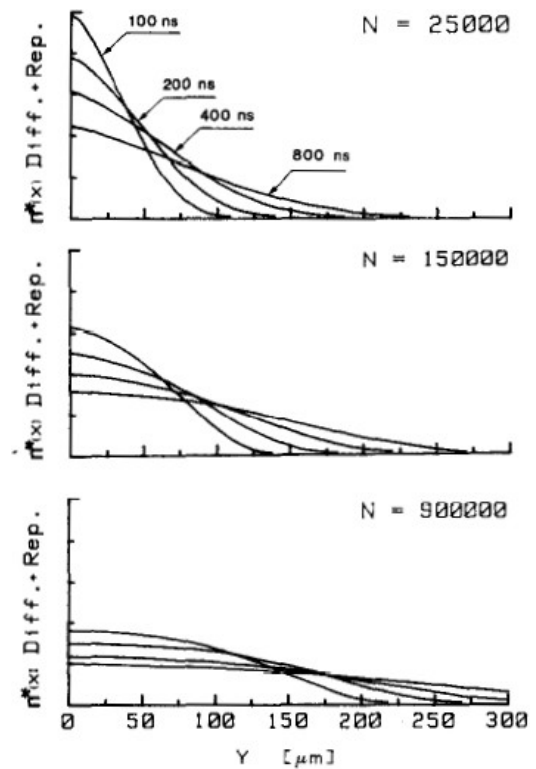 100 ns
N = 25000
200 ns
400 ns
800 ns
n*(x) Diff.+Rep.
N = 150000
n*(x) Diff.+Rep.
N = 900000
n*(x) Diff.+Rep.
0 50 100 150 200 250 300
Y [μm]